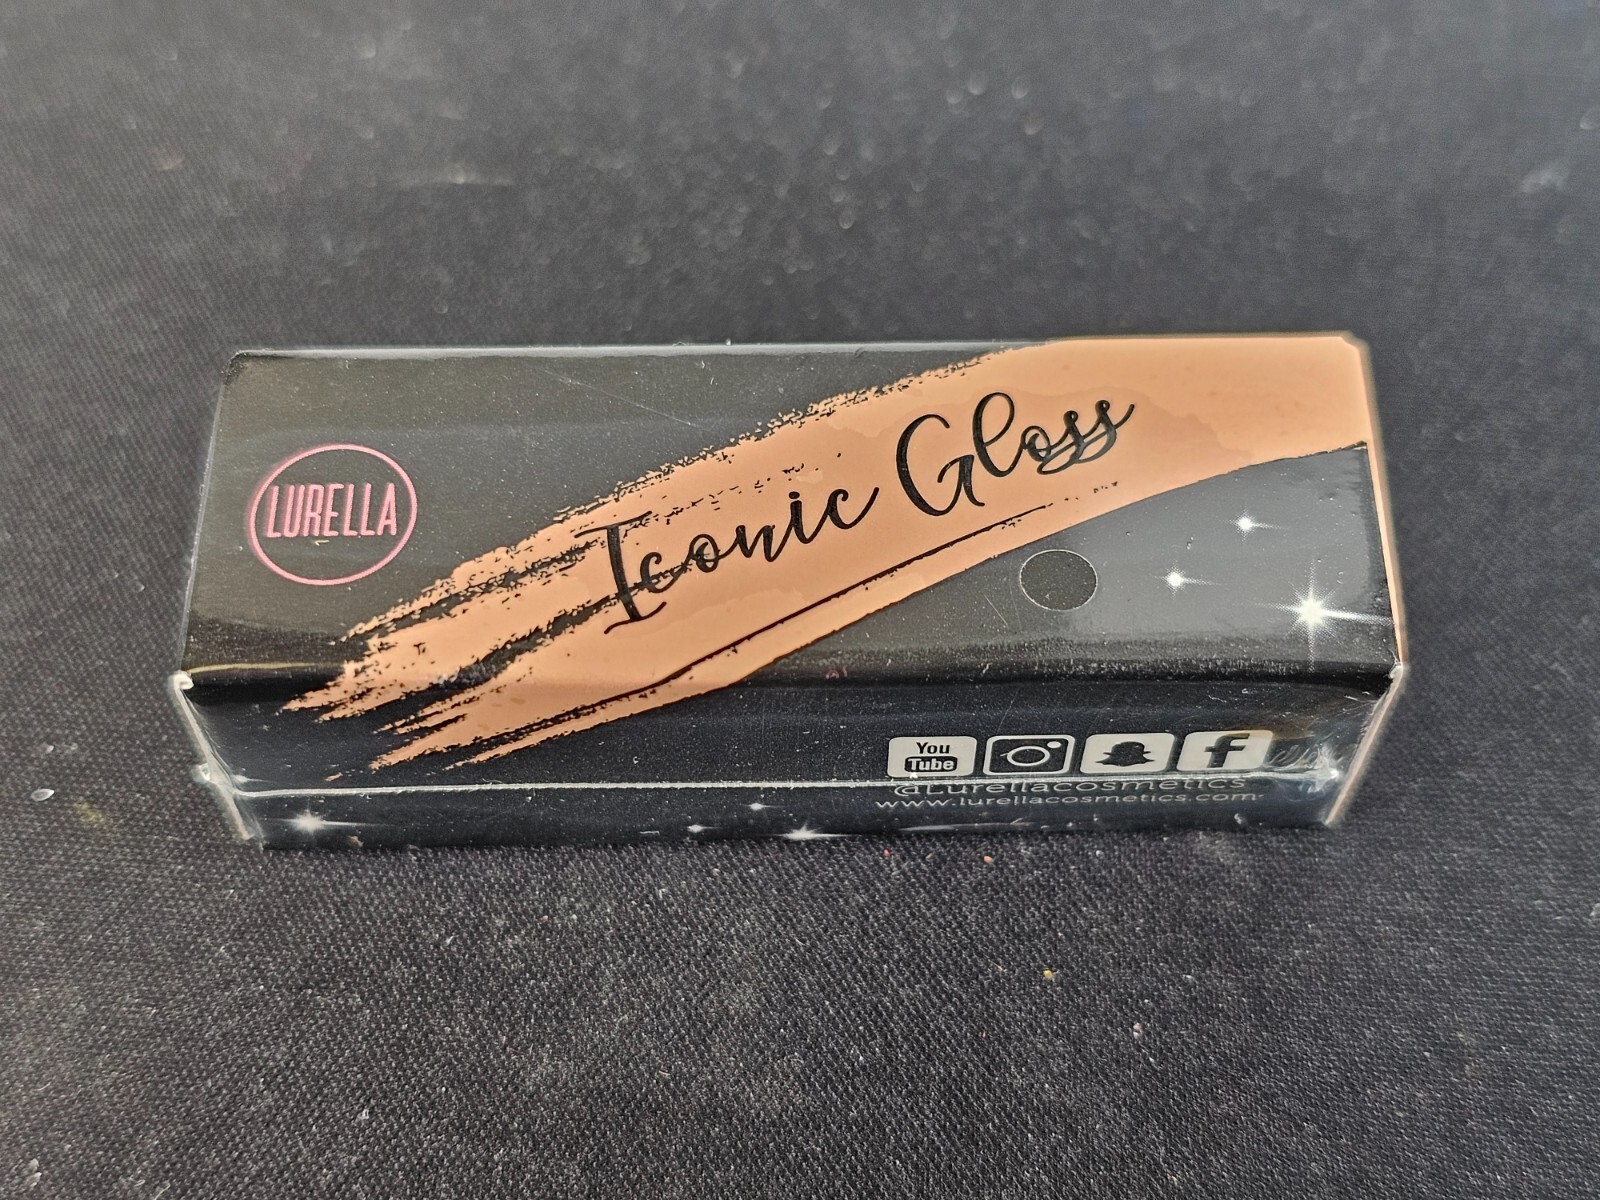 LURELLA
Iconic Gloss
You
Tube
@Lurellacosmetics
www.lurellacosmetics.com